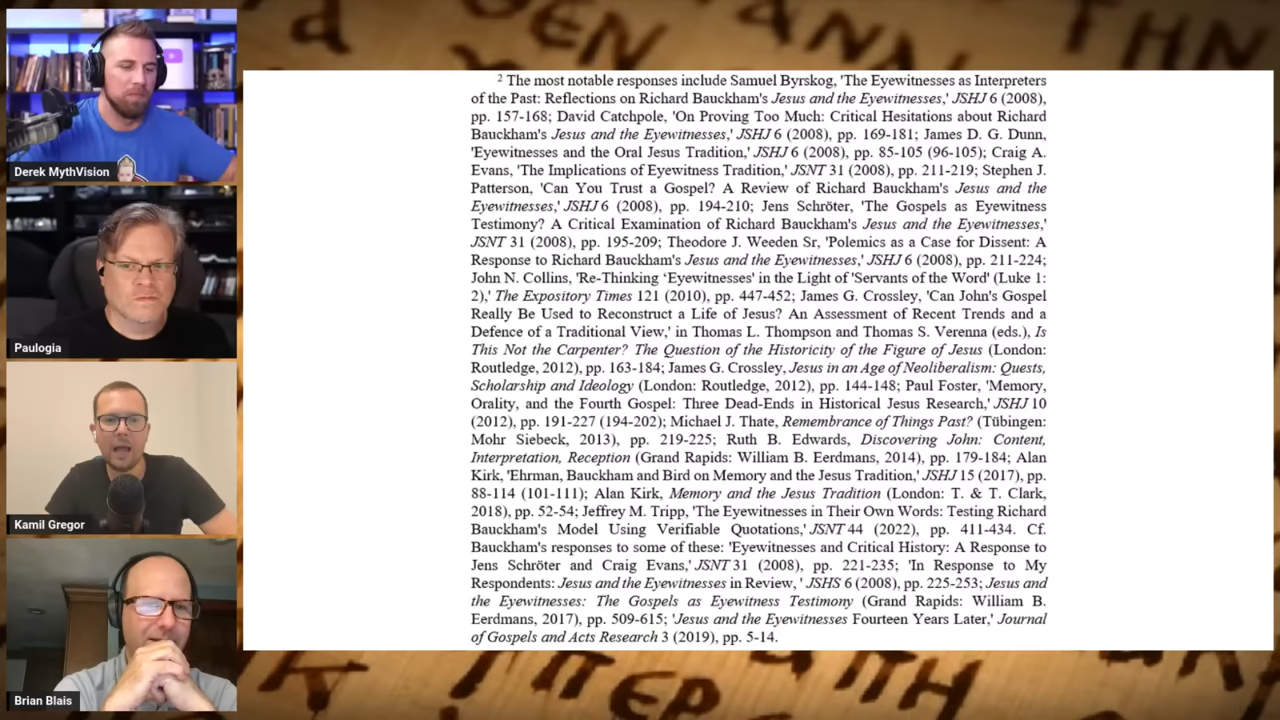 Derek MythVision
Paulogia
Kamil Gregor
Brian Blais
² The most notable responses include Samuel Byrskog, 'The Eyewitnesses as Interpreters
of the Past: Reflections on Richard Bauckham's Jesus and the Eyewitnesses,' JSHJ 6 (2008),
pp. 157-168; David Catchpole, 'On Proving Too Much: Critical Hesitations about Richard
Bauckham's Jesus and the Eyewitnesses,' JSHJ 6 (2008), pp. 169-181; James D. G. Dunn,
'Eyewitnesses and the Oral Jesus Tradition,' JSHJ 6 (2008), pp. 85-105 (96-105); Craig A.
Evans, 'The Implications of Eyewitness Tradition,' JSNT 31 (2008), pp. 211-219; Stephen J.
Patterson, 'Can You Trust a Gospel? A Review of Richard Bauckham's Jesus and the
Eyewitnesses,' JSHJ 6 (2008), pp. 194-210; Jens Schröter, 'The Gospels as Eyewitness
Testimony? A Critical Examination of Richard Bauckham's Jesus and the Eyewitnesses,'
JSNT 31 (2008), pp. 195-209; Theodore J. Weeden Sr, 'Polemics as a Case for Dissent: A
Response to Richard Bauckham's Jesus and the Eyewitnesses,' JSHJ 6 (2008), pp. 211-224;
John N. Collins, 'Re-Thinking ‘Eyewitnesses' in the Light of 'Servants of the Word' (Luke 1:
2),' The Expository Times 121 (2010), pp. 447-452; James G. Crossley, 'Can John's Gospel
Really Be Used to Reconstruct a Life of Jesus? An Assessment of Recent Trends and a
Defence of a Traditional View,' in Thomas L. Thompson and Thomas S. Verenna (eds.), Is
This Not the Carpenter? The Question of the Historicity of the Figure of Jesus (London:
Routledge, 2012), pp. 163-184; James G. Crossley, Jesus in an Age of Neoliberalism: Quests,
Scholarship and Ideology (London: Routledge, 2012), pp. 144-148; Paul Foster, 'Memory,
Orality, and the Fourth Gospel: Three Dead-Ends in Historical Jesus Research,' JSHJ 10
(2012), pp. 191-227 (194-202); Michael J. Thate, Remembrance of Things Past? (Tübingen:
Mohr Siebeck, 2013), pp. 219-225; Ruth B. Edwards, Discovering John: Content,
Interpretation, Reception (Grand Rapids: William B. Eerdmans, 2014), pp. 179-184; Alan
Kirk, 'Ehrman, Bauckham and Bird on Memory and the Jesus Tradition,' JSHJ 15 (2017), pp.
88-114 (101-111); Alan Kirk, Memory and the Jesus Tradition (London: T. & T. Clark,
2018), pp. 52-54; Jeffrey M. Tripp, 'The Eyewitnesses in Their Own Words: Testing Richard
Bauckham's Model Using Verifiable Quotations,' JSNT 44 (2022), pp. 411-434. Cf.
Bauckham's responses to some of these: 'Eyewitnesses and Critical History: A Response to
Jens Schröter and Craig Evans,' JSNT 31 (2008), pp. 221-235; 'In Response to My
Respondents: Jesus and the Eyewitnesses in Review, ' JSHS 6 (2008), pp. 225-253; Jesus and
the Eyewitnesses: The Gospels as Eyewitness Testimony (Grand Rapids: William B.
Eerdmans, 2017), pp. 509-615; 'Jesus and the Eyewitnesses Fourteen Years Later,' Journal
of Gospels and Acts Research 3 (2019), pp. 5-14.